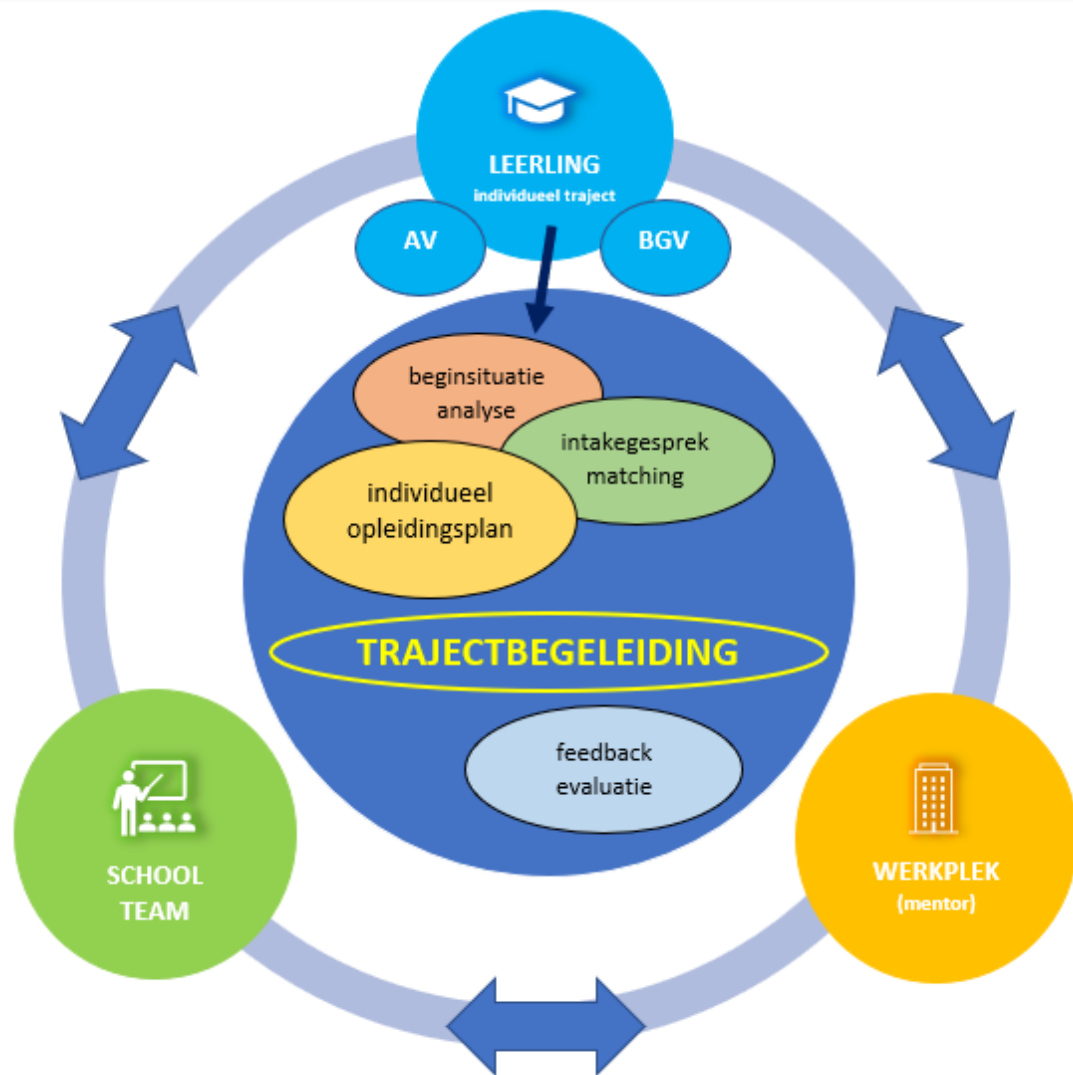 LEERLING
individueel traject
AV
BGV
beginsituatie
analyse
intakegesprek
matching
individueel
opleidingsplan
TRAJECTBEGELEIDING
feedback
evaluatie
SCHOOL
TEAM
WERKPLEK
(mentor)